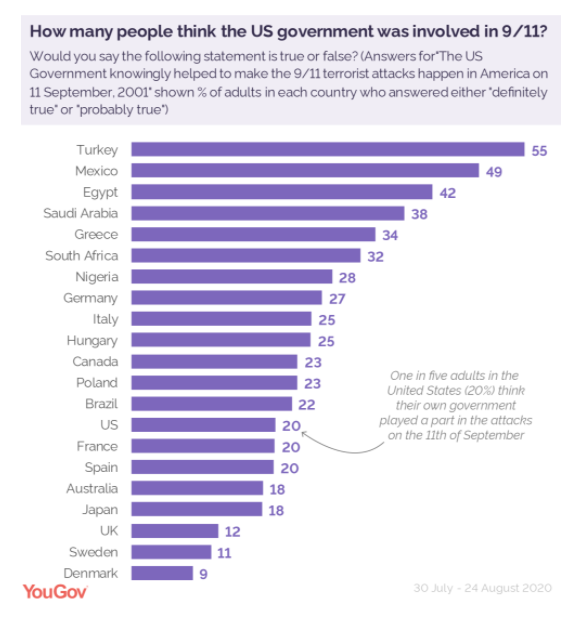 How many people think the US government was involved in 9/11?
Would you say the following statement is true or false? (Answers for"The US
Government knowingly helped to make the 9/11 terrorist attacks happen in America on
11 September, 2001" shown % of adults in each country who answered either "definitely
true" or "probably true")
Turkey 55
Mexico 49
Egypt 42
Saudi Arabia 38
Greece 34
South Africa 32
Nigeria 28
Germany 27
Italy 25
Hungary 25
Canada 23
Poland 23
Brazil 22
US 20
France 20
Spain 20
Australia 18
Japan 18
UK 12
Sweden 11
Denmark 9
One in five adults in the
United States (20%) think
their own government
played a part in the attacks
on the 11th of September
YouGov
30 July - 24 August 2020